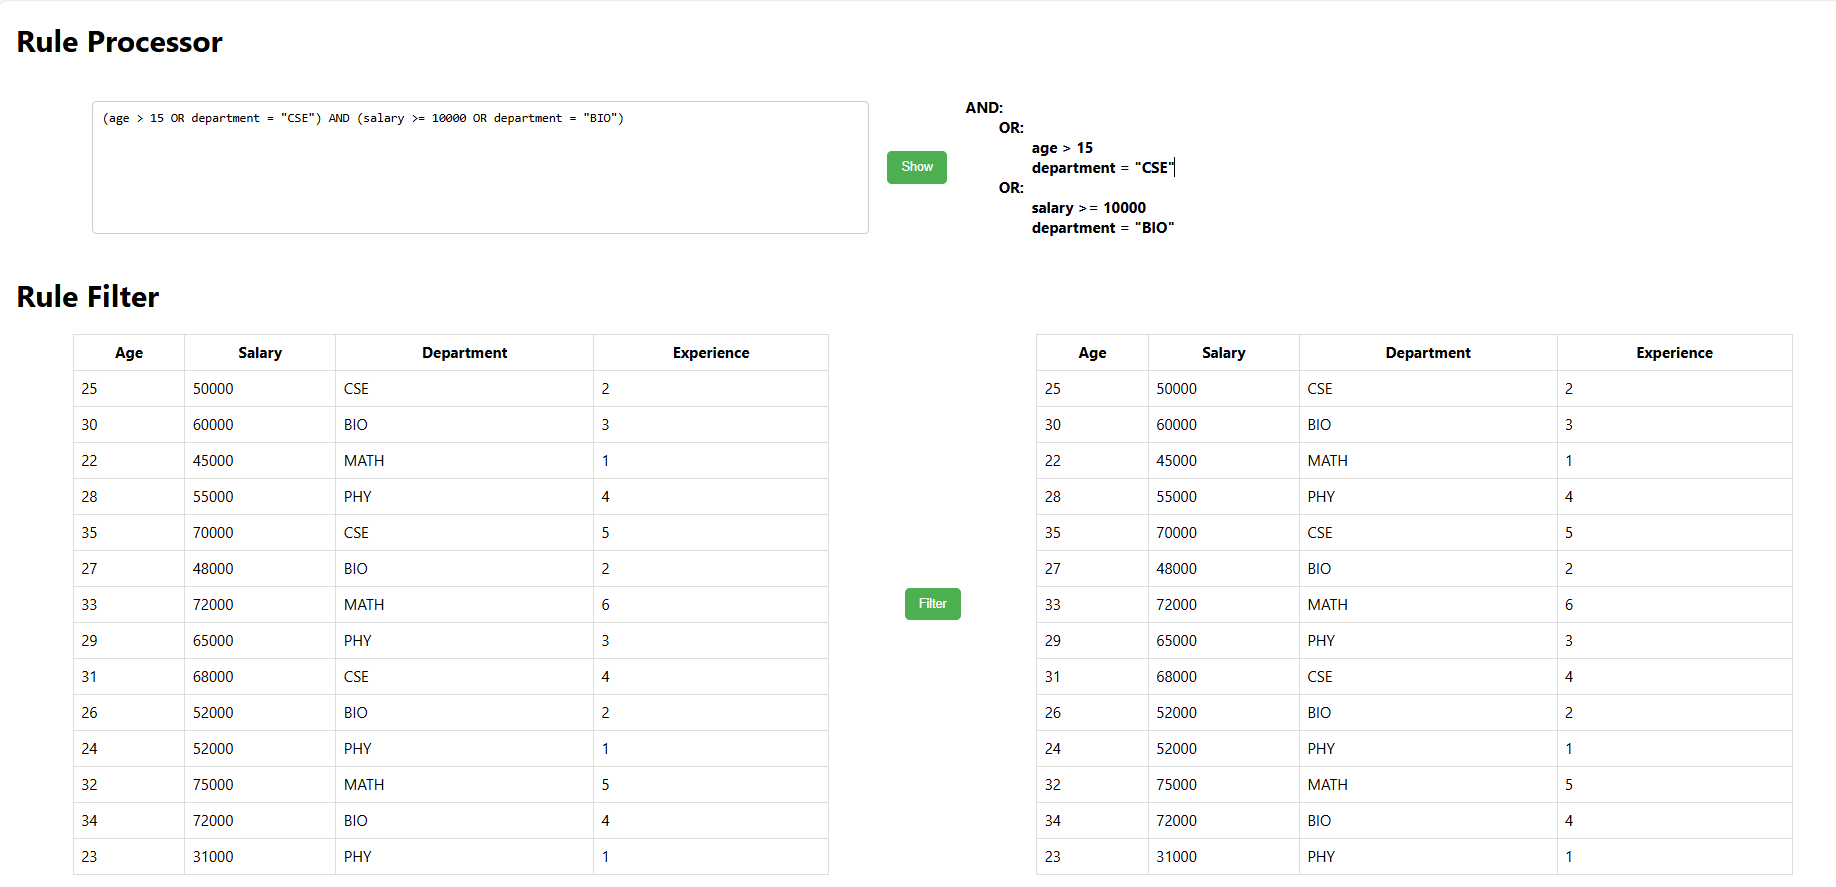 Rule Processor
(age > 15 OR department = "CSE") AND (salary >= 10000 OR department = "BIO")
Show
AND:
OR:
age > 15
department = "CSE"
OR:
salary >= 10000
department = "BIO"
Rule Filter
Age Salary Department Experience
25 50000 CSE 2
30 60000 BIO 3
22 45000 MATH 1
28 55000 PHY 4
35 70000 CSE 5
27 48000 BIO 2
33 72000 MATH 6
29 65000 PHY 3
31 68000 CSE 4
26 52000 BIO 2
24 52000 PHY 1
32 75000 MATH 5
34 72000 BIO 4
23 31000 PHY 1
Filter
Age Salary Department Experience
25 50000 CSE 2
30 60000 BIO 3
22 45000 MATH 1
28 55000 PHY 4
35 70000 CSE 5
27 48000 BIO 2
33 72000 MATH 6
29 65000 PHY 3
31 68000 CSE 4
26 52000 BIO 2
24 52000 PHY 1
32 75000 MATH 5
34 72000 BIO 4
23 31000 PHY 1